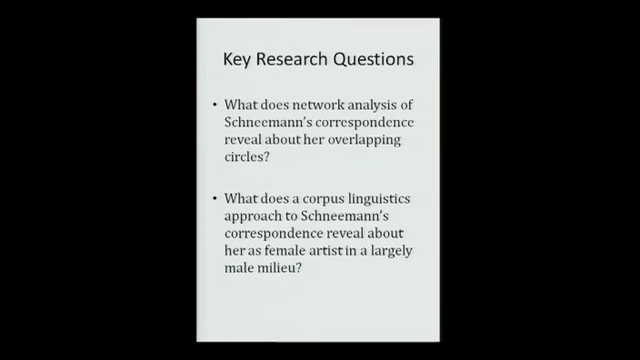 Key Research Questions
• What does network analysis of
Schneemann's correspondence
reveal about her overlapping
circles?
• What does a corpus linguistics
approach to Schneemann's
correspondence reveal about
her as female artist in a largely
male milieu?